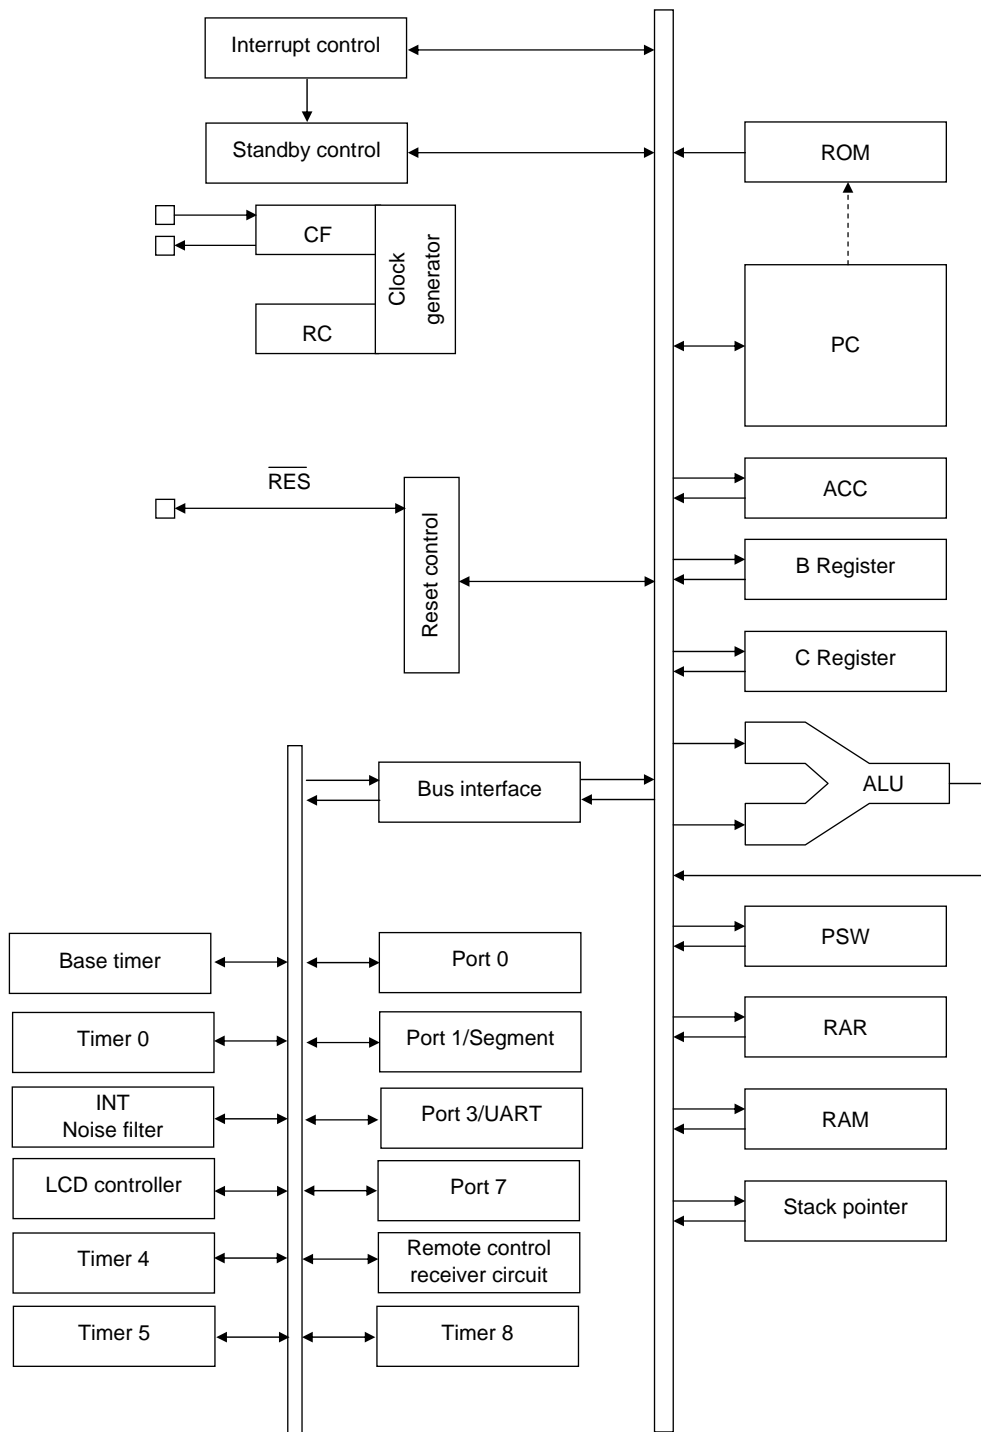 Interrupt control
Standby control
ROM
CF
Clock
generator
RC
PC
RES
Reset control
ACC
B Register
C Register
Bus interface
ALU
PSW
Base timer
Port 0
Timer 0
Port 1/Segment
RAR
INT
Noise filter
Port 3/UART
RAM
LCD controller
Port 7
Stack pointer
Timer 4
Remote control
receiver circuit
Timer 5
Timer 8